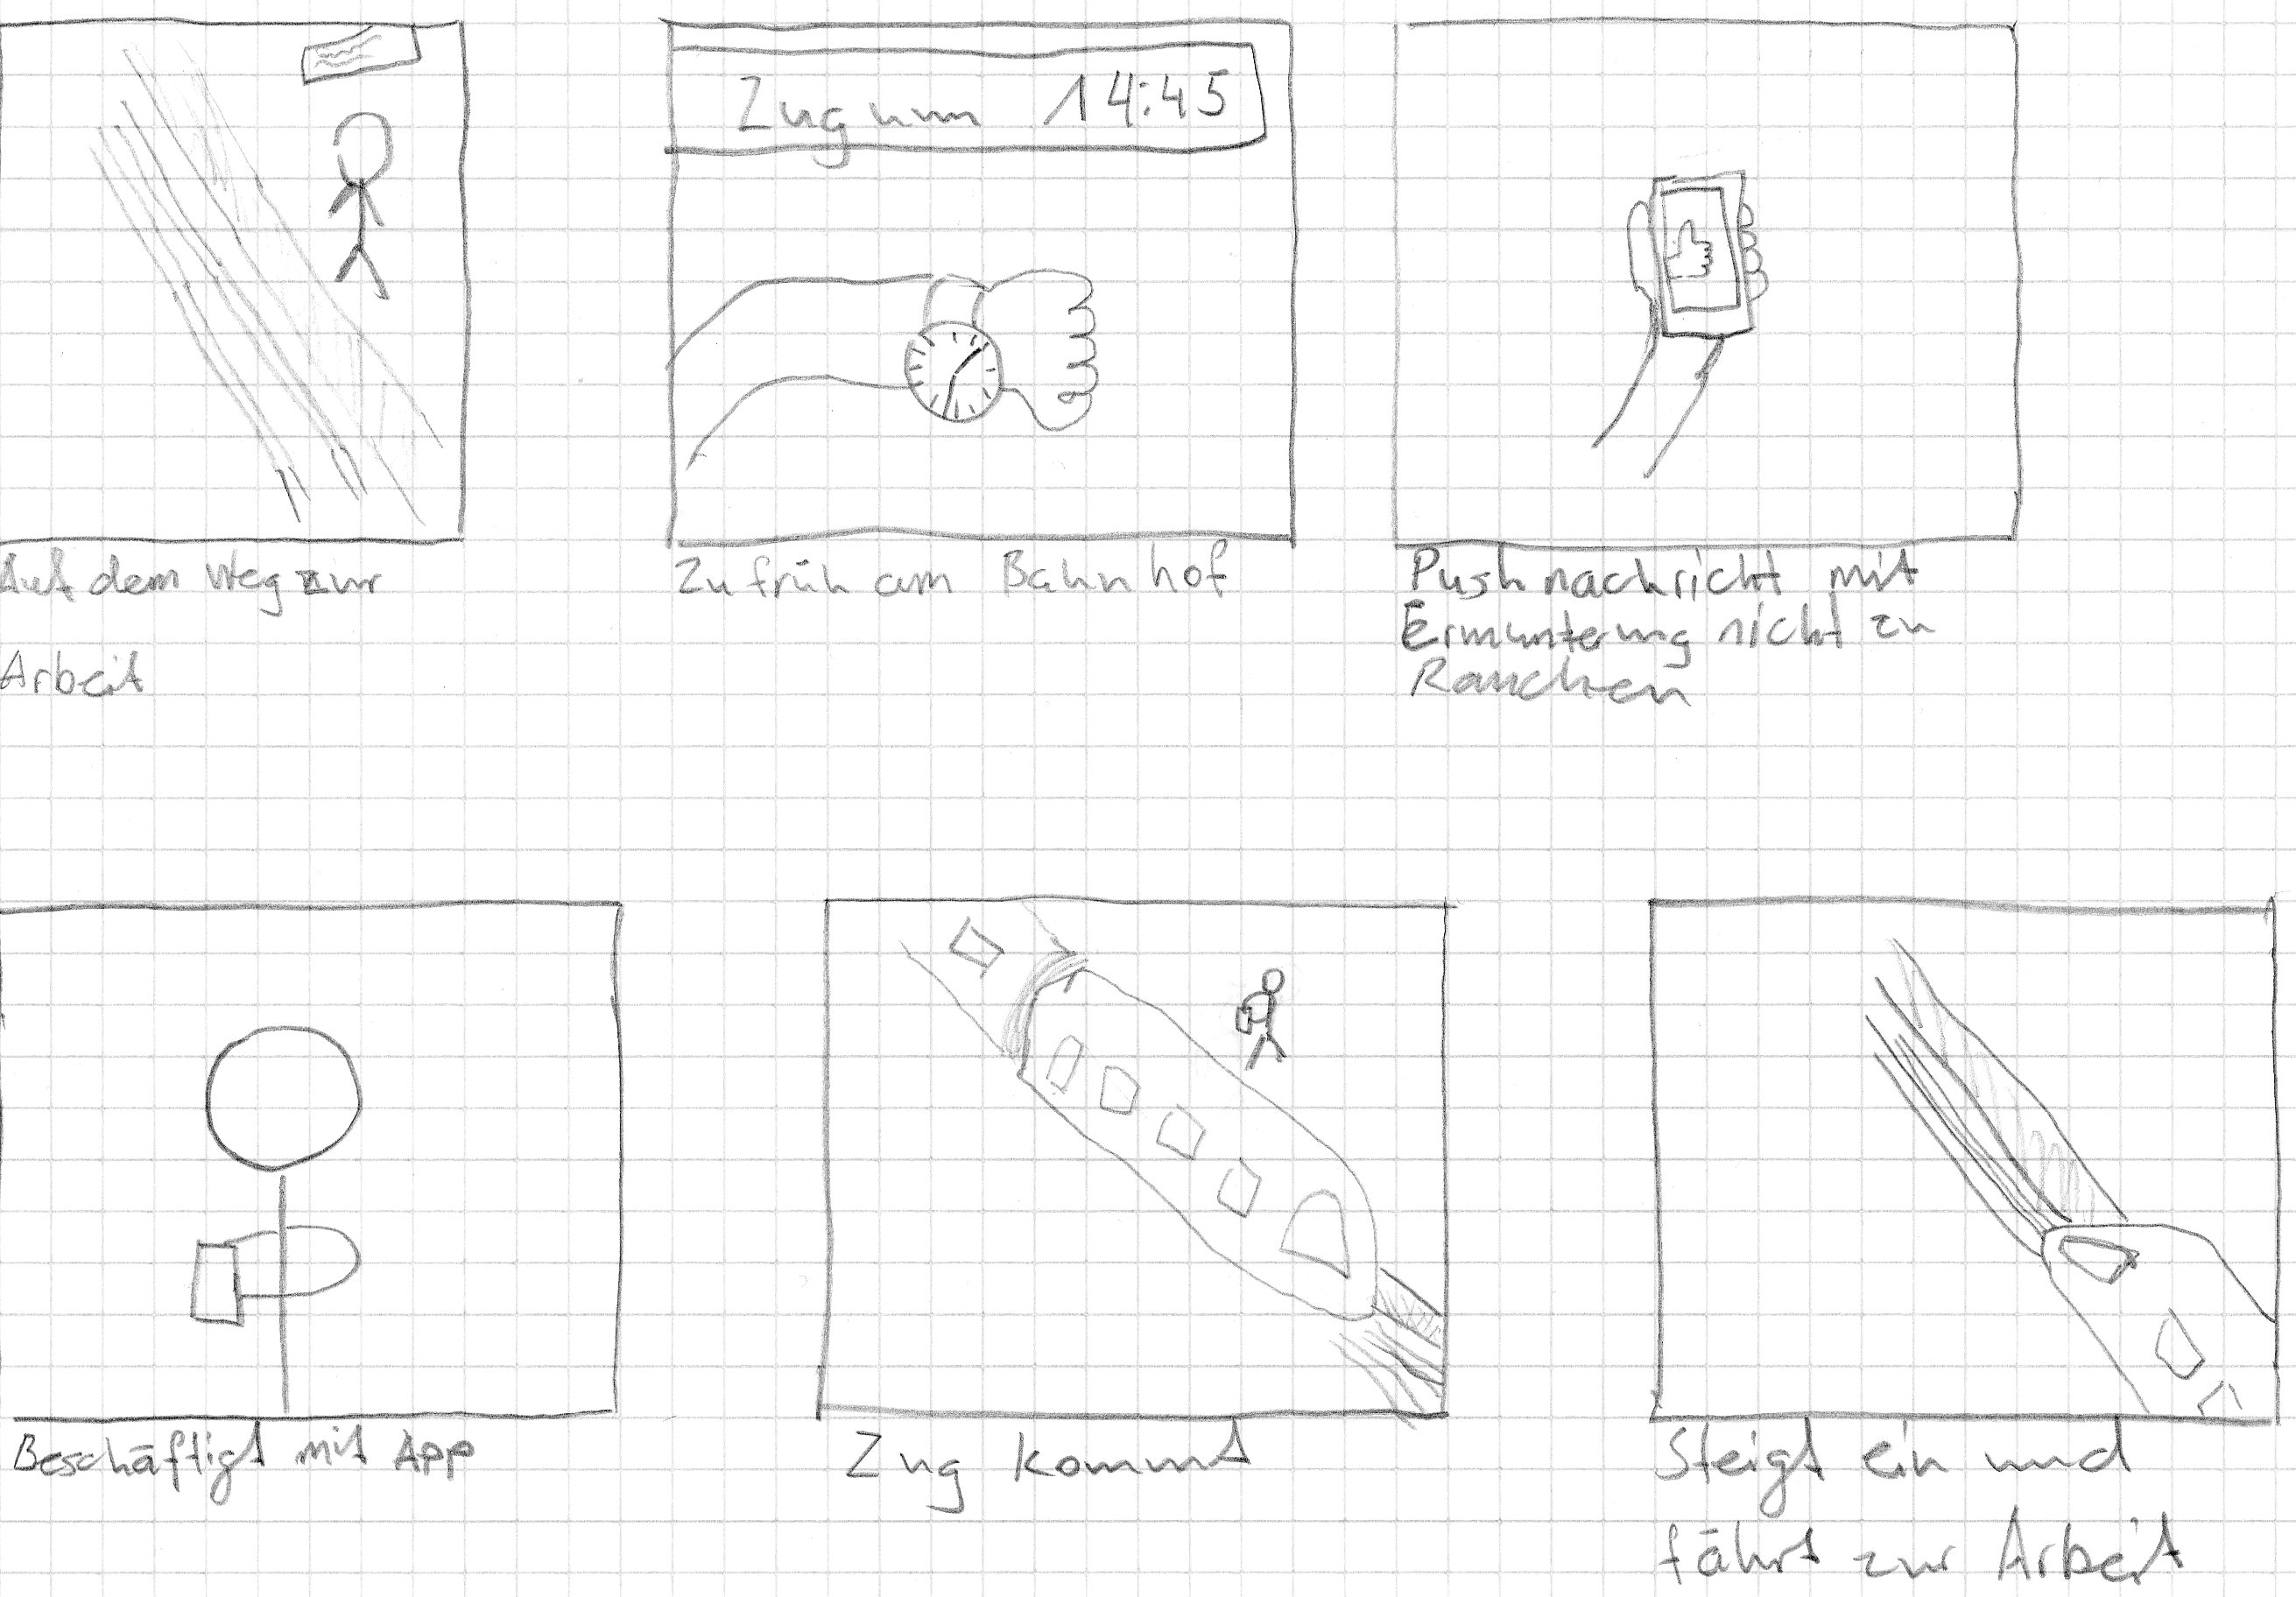 Zug um 14:45
Auf dem Weg zur
Arbeit
Zu früh am Bahnhof
Pushnachricht mit
Ermunterung nicht zu
Rauchen
Beschäftigt mit App
Zug kommt
Steigt ein und
fährt zur Arbeit